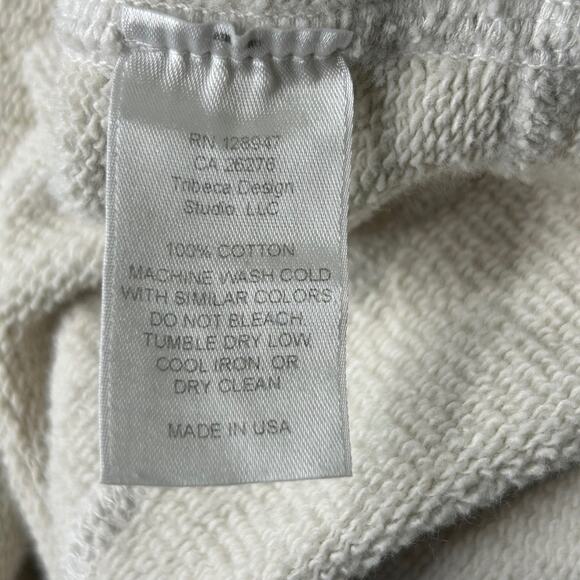 RN 128947
CA 26276
Tribeca Design
Studio, LLC
100% COTTON
MACHINE WASH COLD
WITH SIMILAR COLORS
DO NOT BLEACH
TUMBLE DRY LOW
COOL IRON, OR
DRY CLEAN
MADE IN USA